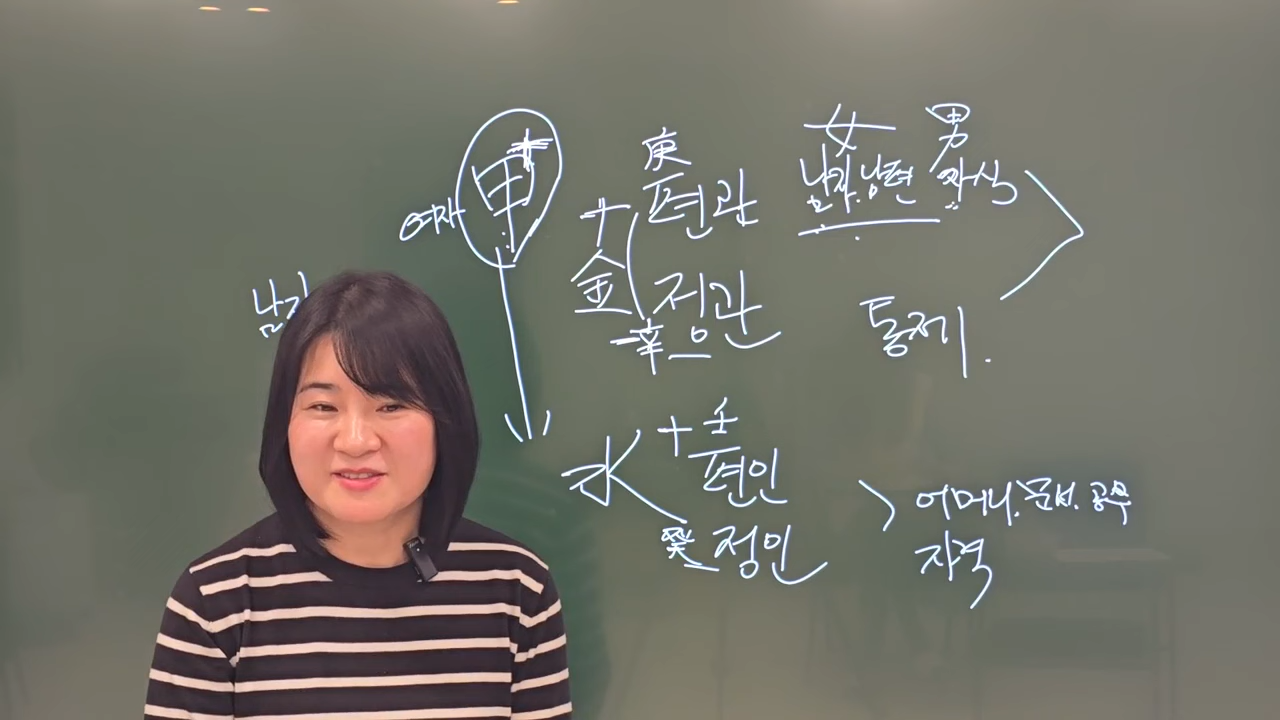 甲 木
여자
庚
女 男
+ 편관 남자.남편 자식
金
정관
辛
통제.
+ 壬
水 편인
癸 정인
어머니.문서.공부
자격